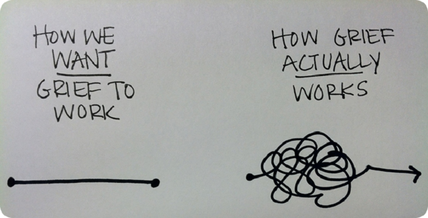 HOW WE
WANT
GRIEF TO
WORK
HOW GRIEF
ACTUALLY
WORKS